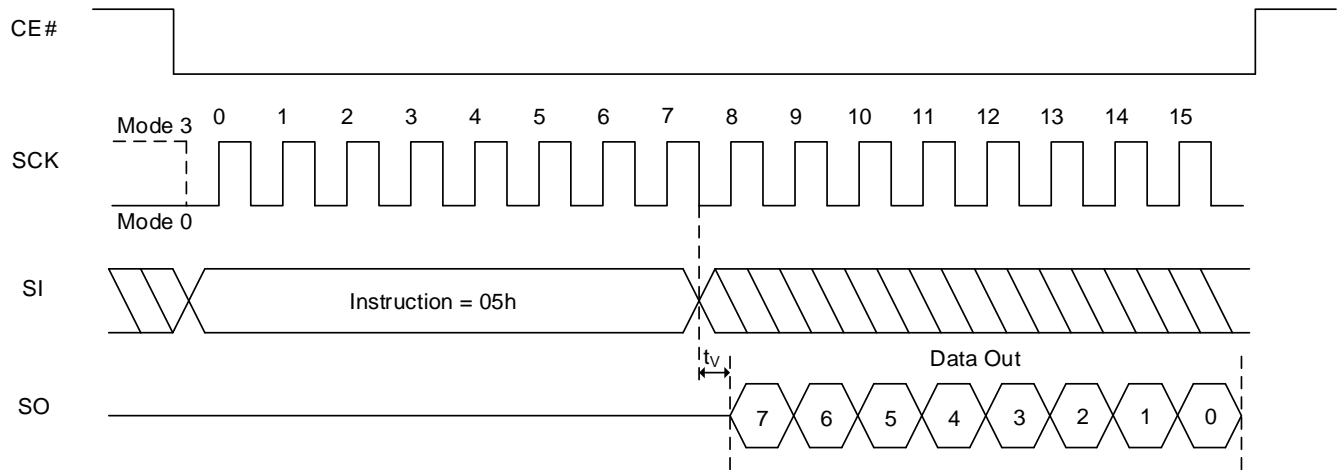 CE#
Mode 3
0 1 2 3 4 5 6 7 8 9 10 11 12 13 14 15
SCK
Mode 0
SI
Instruction = 05h
tV
Data Out
SO
7 6 5 4 3 2 1 0